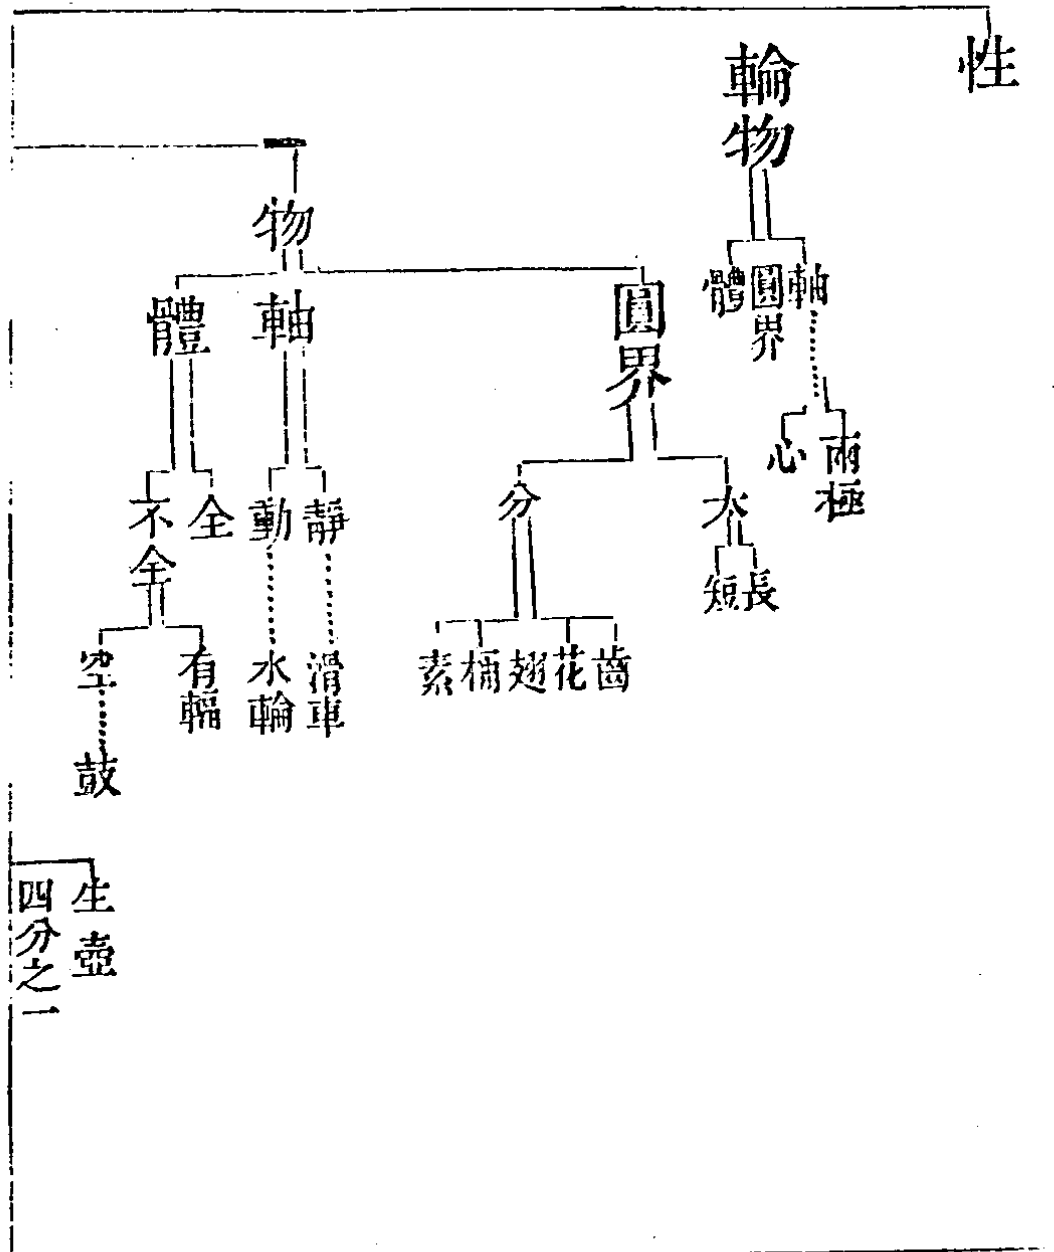 性
輪物
軸
圓界
體
兩極
心
物
圓界
軸
體
大
分
長
短
齒
花
翅
桶
素
靜
動
滑車
水輪
全
不全
有輻
空
鼓
生壺
四分之一